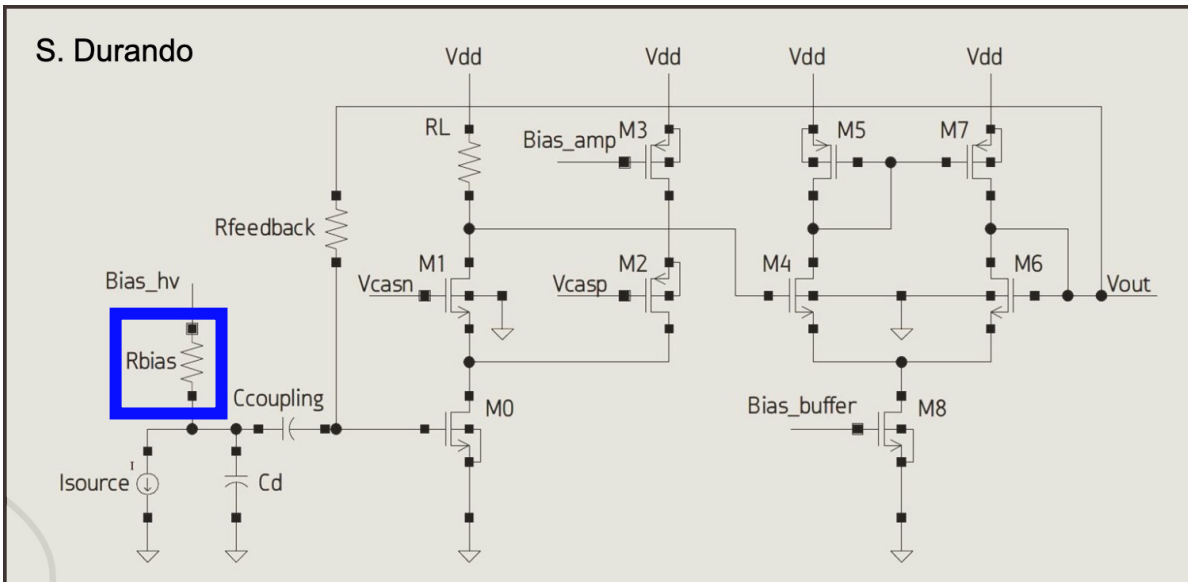 S. Durando
Vdd
Vdd
Vdd
Vdd
RL
Bias_amp
M3
M5
M7
Rfeedback
Bias_hv
M1
M2
M4
M6
Vcasn
Vcasp
Vout
Rbias
Ccoupling
M0
Bias_buffer
M8
I
Isource
Cd